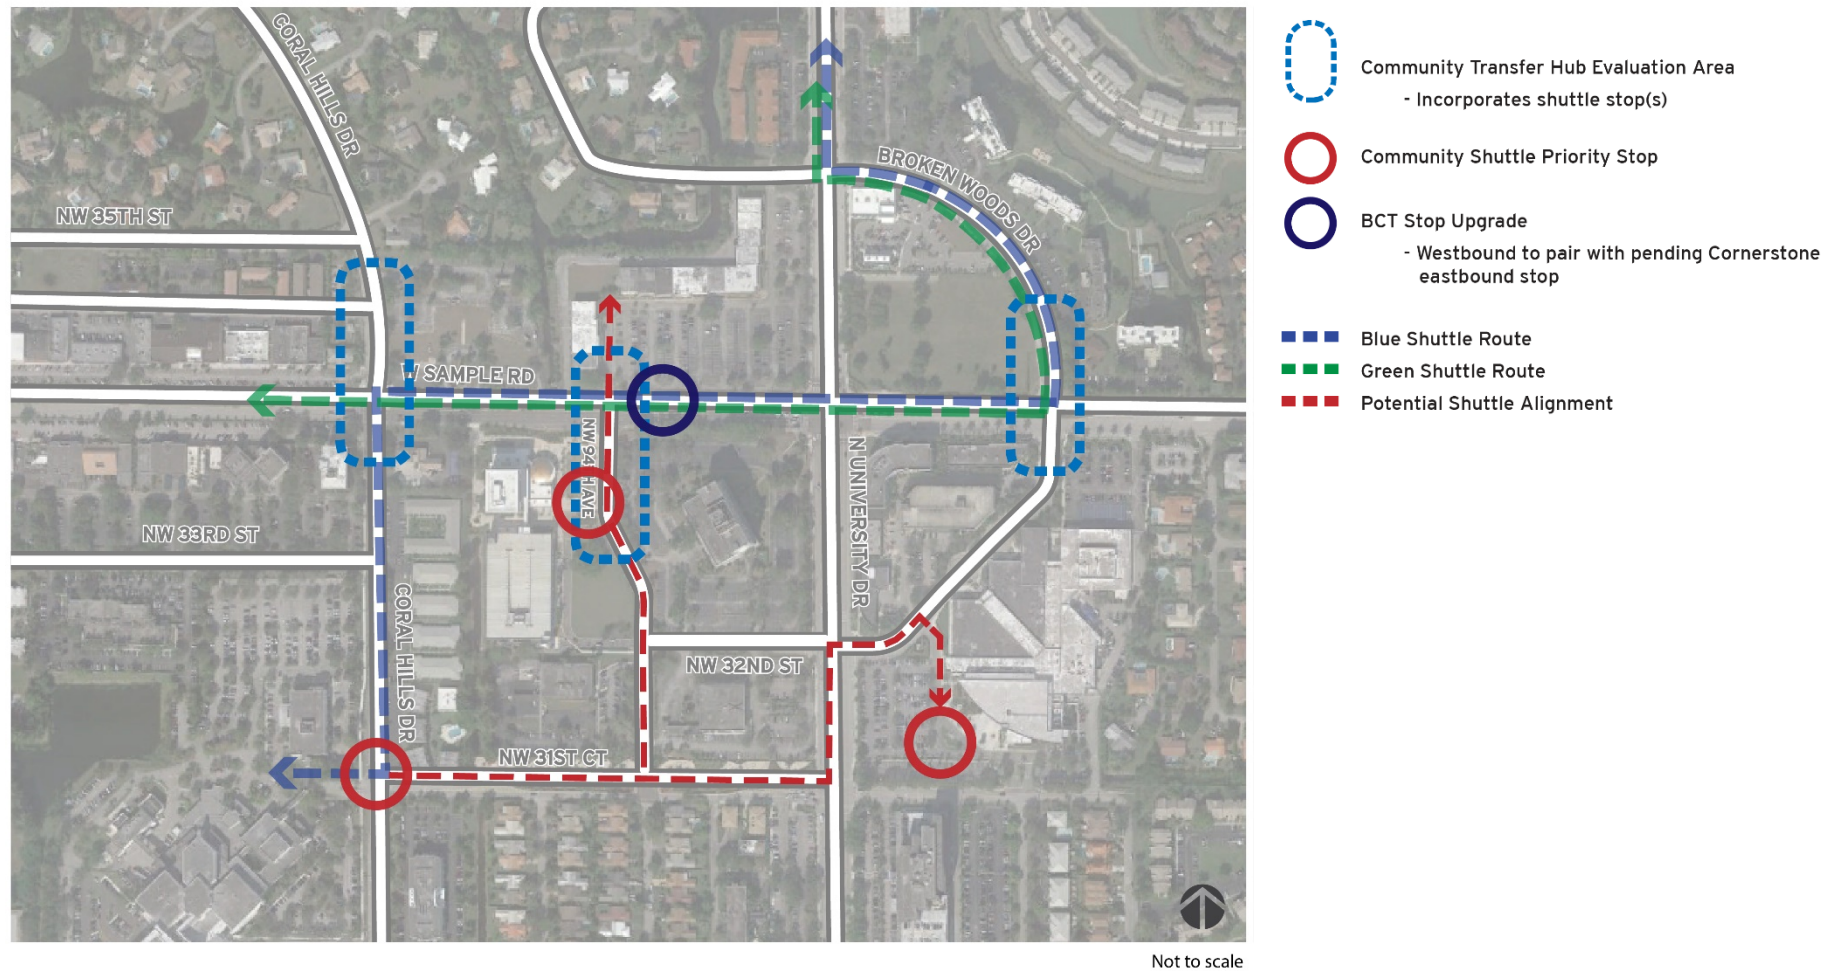 CORAL HILLS DR
BROKEN WOODS DR
NW 35TH ST
W SAMPLE RD
NW 94TH AVE
N UNIVERSITY DR
NW 33RD ST
CORAL HILLS DR
NW 32ND ST
NW 31ST CT
Not to scale
Community Transfer Hub Evaluation Area
- Incorporates shuttle stop(s)
Community Shuttle Priority Stop
BCT Stop Upgrade
- Westbound to pair with pending Cornerstone
eastbound stop
Blue Shuttle Route
Green Shuttle Route
Potential Shuttle Alignment